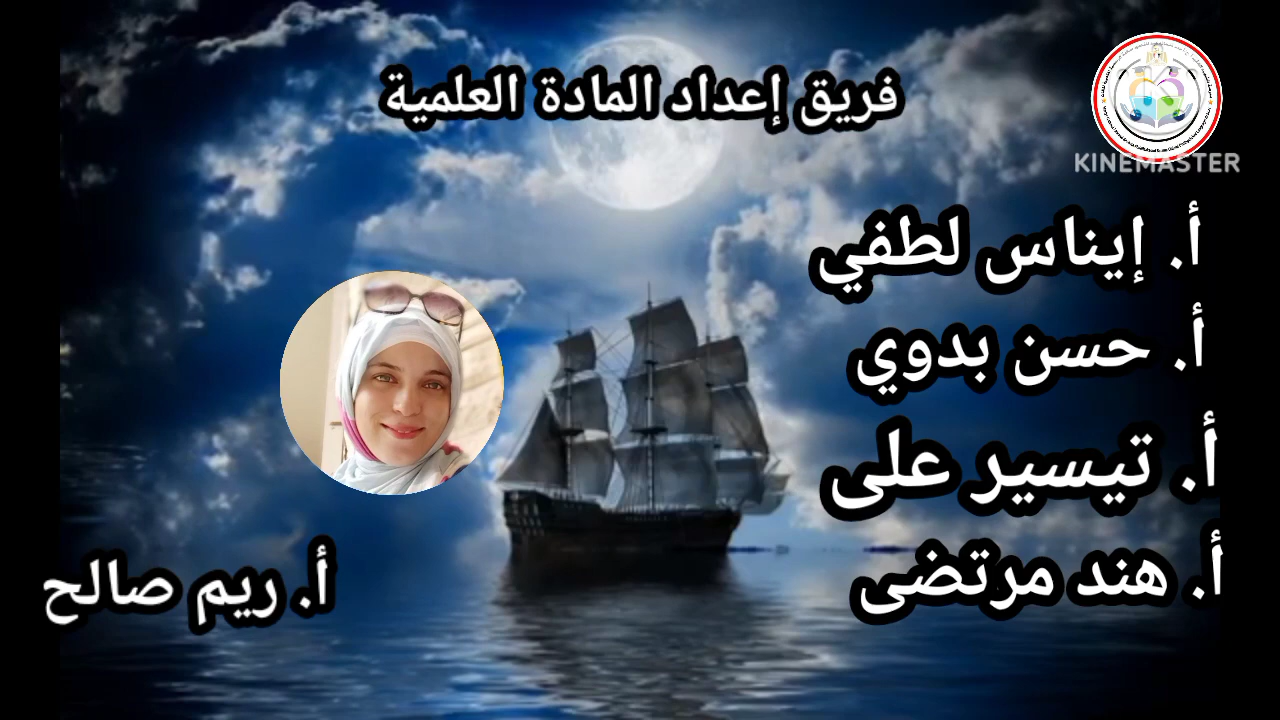 فريق إعداد المادة العلمية
KINEMASTER
أ. إيناس لطفي
أ. حسن بدوي
أ. تيسير على
أ. هند مرتضى
أ. ريم صالح